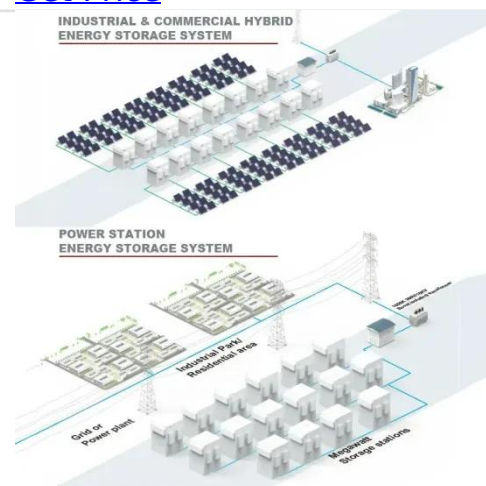 INDUSTRIAL & COMMERCIAL HYBRID
ENERGY STORAGE SYSTEM
POWER STATION
ENERGY STORAGE SYSTEM
Industrial Park/
Residential area
Grid or
Power plant
Megawatt
Storage stations